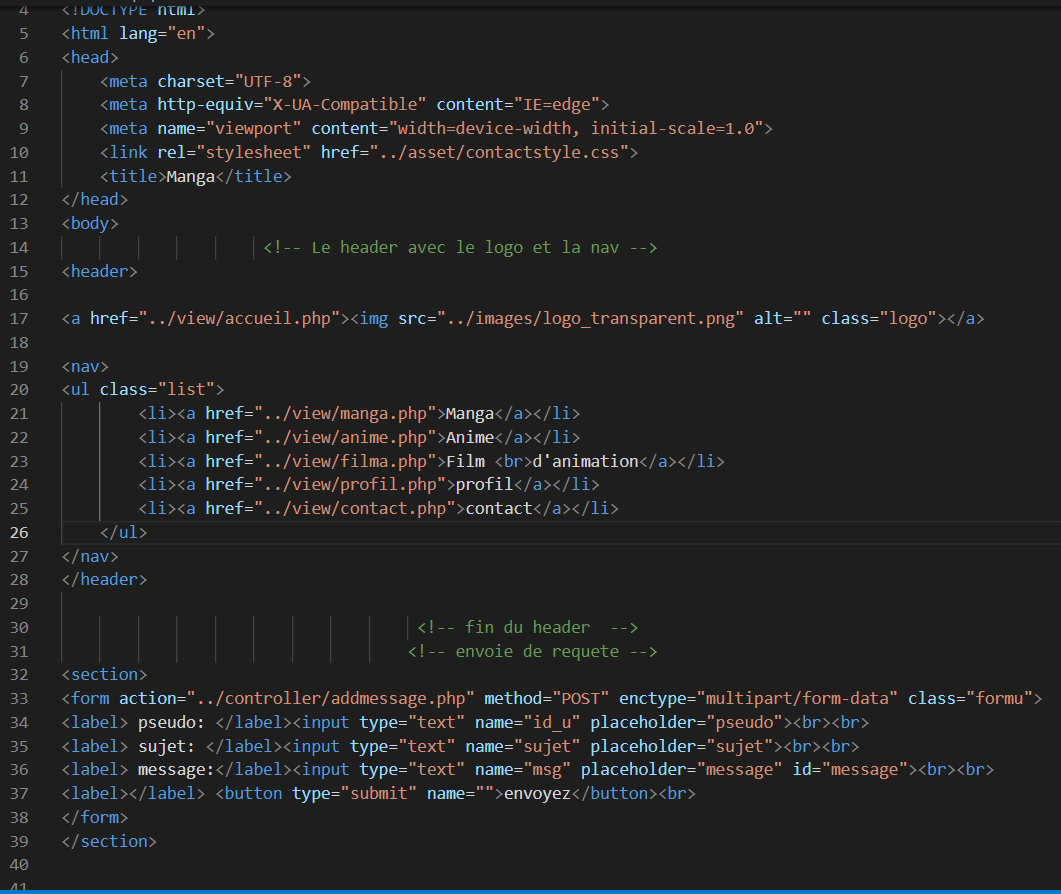 4 <!DOCTYPE html>
5 <html lang="en">
6 <head>
7     <meta charset="UTF-8">
8     <meta http-equiv="X-UA-Compatible" content="IE=edge">
9     <meta name="viewport" content="width=device-width, initial-scale=1.0">
10     <link rel="stylesheet" href="../asset/contactstyle.css">
11     <title>Manga</title>
12 </head>
13 <body>
14                     <!-- Le header avec le logo et la nav -->
15 <header>
16
17 <a href="../view/accueil.php"><img src="../images/logo_transparent.png" alt="" class="logo"></a>
18
19 <nav>
20 <ul class="list">
21         <li><a href="../view/manga.php">Manga</a></li>
22         <li><a href="../view/anime.php">Anime</a></li>
23         <li><a href="../view/filma.php">Film <br>d'animation</a></li>
24         <li><a href="../view/profil.php">profil</a></li>
25         <li><a href="../view/contact.php">contact</a></li>
26     </ul>
27 </nav>
28 </header>
29
30                                     <!-- fin du header  -->
31                                    <!-- envoie de requete -->
32 <section>
33 <form action="../controller/addmessage.php" method="POST" enctype="multipart/form-data" class="formu">
34 <label> pseudo: </label><input type="text" name="id_u" placeholder="pseudo"><br><br>
35 <label> sujet: </label><input type="text" name="sujet" placeholder="sujet"><br><br>
36 <label> message:</label><input type="text" name="msg" placeholder="message" id="message"><br><br>
37 <label></label> <button type="submit" name="">envoyez</button><br>
38 </form>
39 </section>
40
41